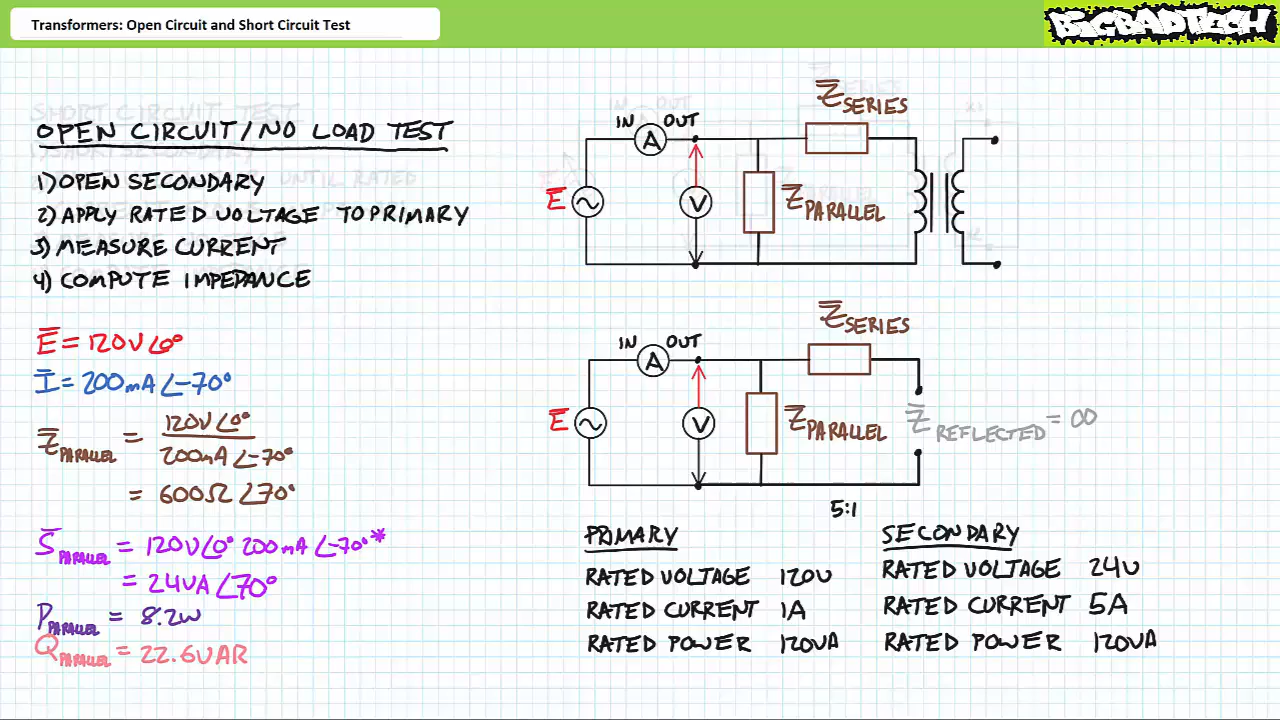 Transformers: Open Circuit and Short Circuit Test
BIGBADTECH
OPEN CIRCUIT/NO LOAD TEST
1) OPEN SECONDARY
2) APPLY RATED VOLTAGE TO PRIMARY
3) MEASURE CURRENT
4) COMPUTE IMPEDANCE
E̅ = 120V∠0°
I̅ = 200mA∠-70°
Z̅PARALLEL = 120V∠0° / 200mA∠-70°
= 600Ω∠70°
S̅PARALLEL = 120V∠0° 200mA∠-70°*
= 24VA∠70°
PPARALLEL = 8.2W
QPARALLEL = 22.6VAR
Z̅SERIES
IN A OUT
E̅ V Z̅PARALLEL
Z̅SERIES
IN A OUT
E̅ V Z̅PARALLEL Z̅REFLECTED = ∞
5:1
PRIMARY
RATED VOLTAGE 120V
RATED CURRENT 1A
RATED POWER 120VA
SECONDARY
RATED VOLTAGE 24V
RATED CURRENT 5A
RATED POWER 120VA